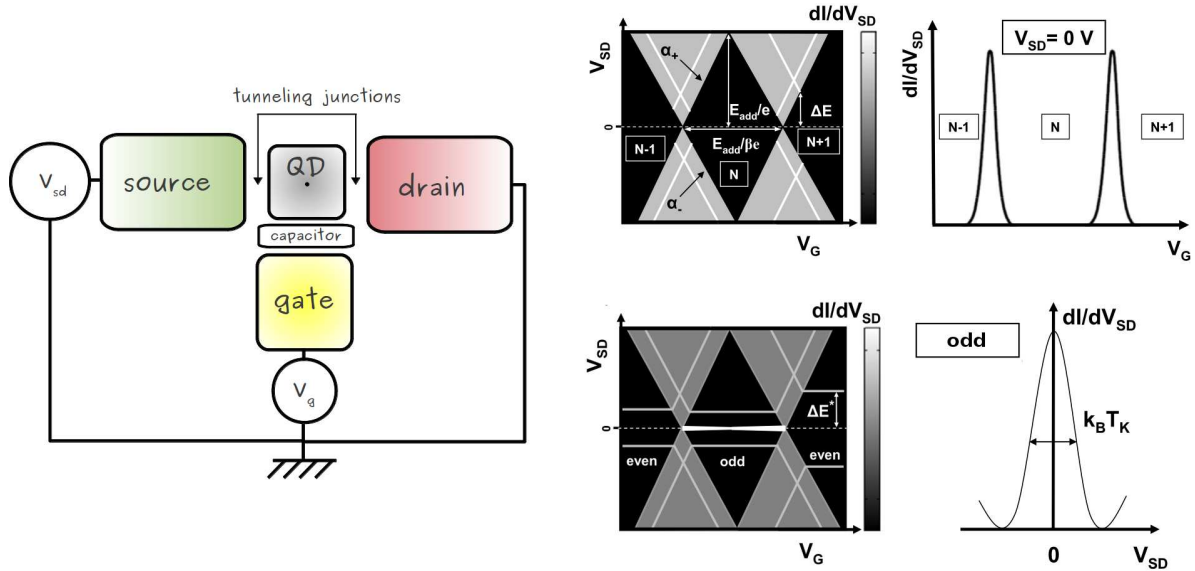 tunneling junctions
V_sd
source
QD
drain
capacitor
gate
V_g
dI/dV_SD
V_SD
α_+
E_add/e
ΔE
0
N-1
E_add/βe
N+1
N
α_-
V_G
dI/dV_SD
V_SD= 0 V
N-1
N
N+1
V_G
dI/dV_SD
V_SD
ΔE*
0
even
odd
even
V_G
odd
dI/dV_SD
k_BT_K
0
V_SD